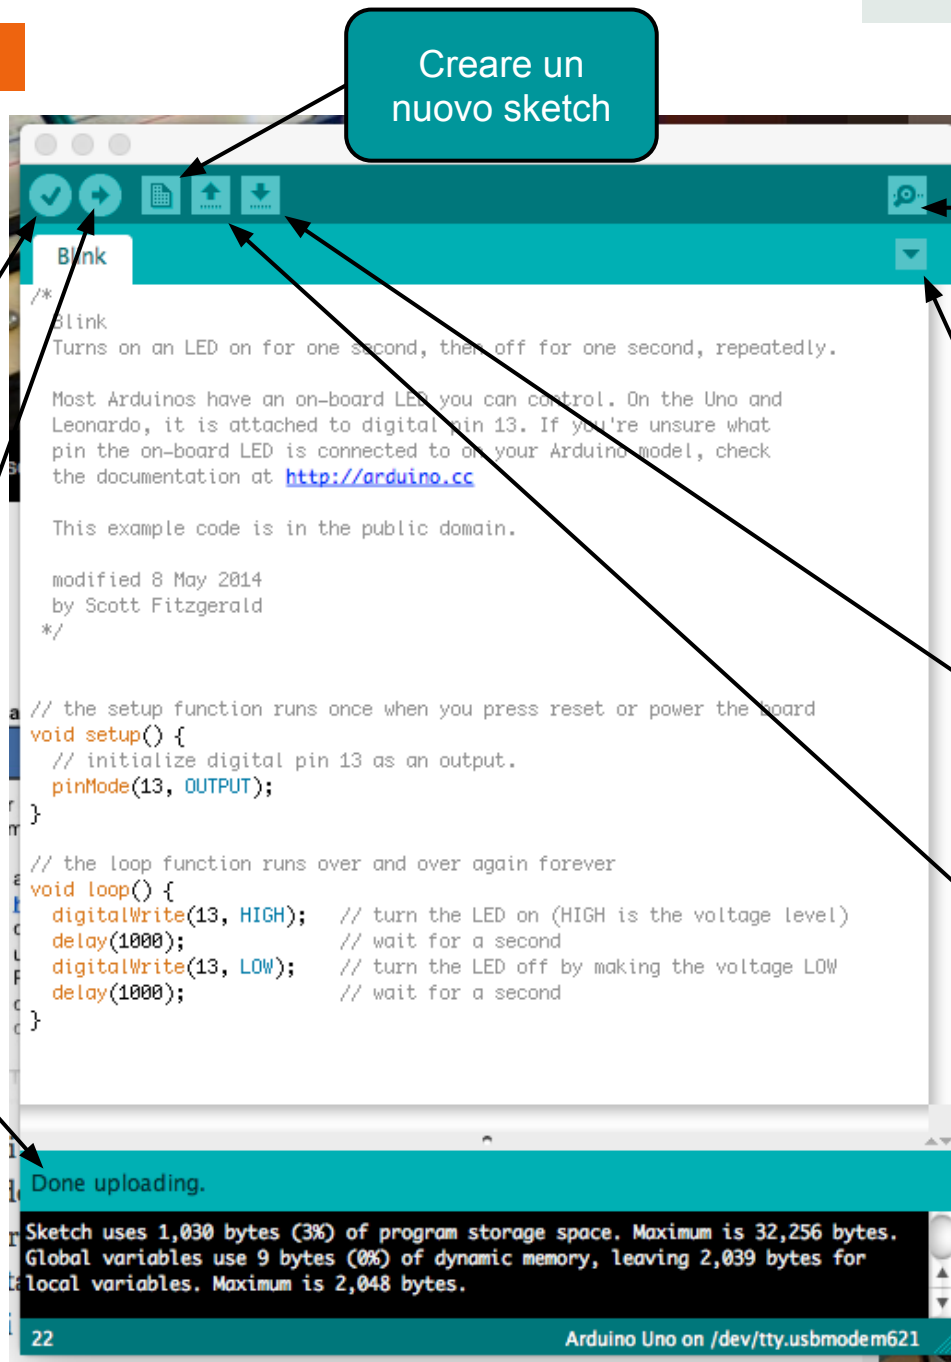 Creare un
nuovo sketch
Blink
/*
Blink
Turns on an LED on for one second, then off for one second, repeatedly.
Most Arduinos have an on-board LED you can control. On the Uno and
Leonardo, it is attached to digital pin 13. If you're unsure what
pin the on-board LED is connected to on your Arduino model, check
the documentation at http://arduino.cc
This example code is in the public domain.
modified 8 May 2014
by Scott Fitzgerald
*/
// the setup function runs once when you press reset or power the board
void setup() {
// initialize digital pin 13 as an output.
pinMode(13, OUTPUT);
}
// the loop function runs over and over again forever
void loop() {
digitalWrite(13, HIGH);   // turn the LED on (HIGH is the voltage level)
delay(1000);              // wait for a second
digitalWrite(13, LOW);    // turn the LED off by making the voltage LOW
delay(1000);              // wait for a second
}
Done uploading.
Sketch uses 1,030 bytes (3%) of program storage space. Maximum is 32,256 bytes.
Global variables use 9 bytes (0%) of dynamic memory, leaving 2,039 bytes for
local variables. Maximum is 2,048 bytes.
22 Arduino Uno on /dev/tty.usbmodem621